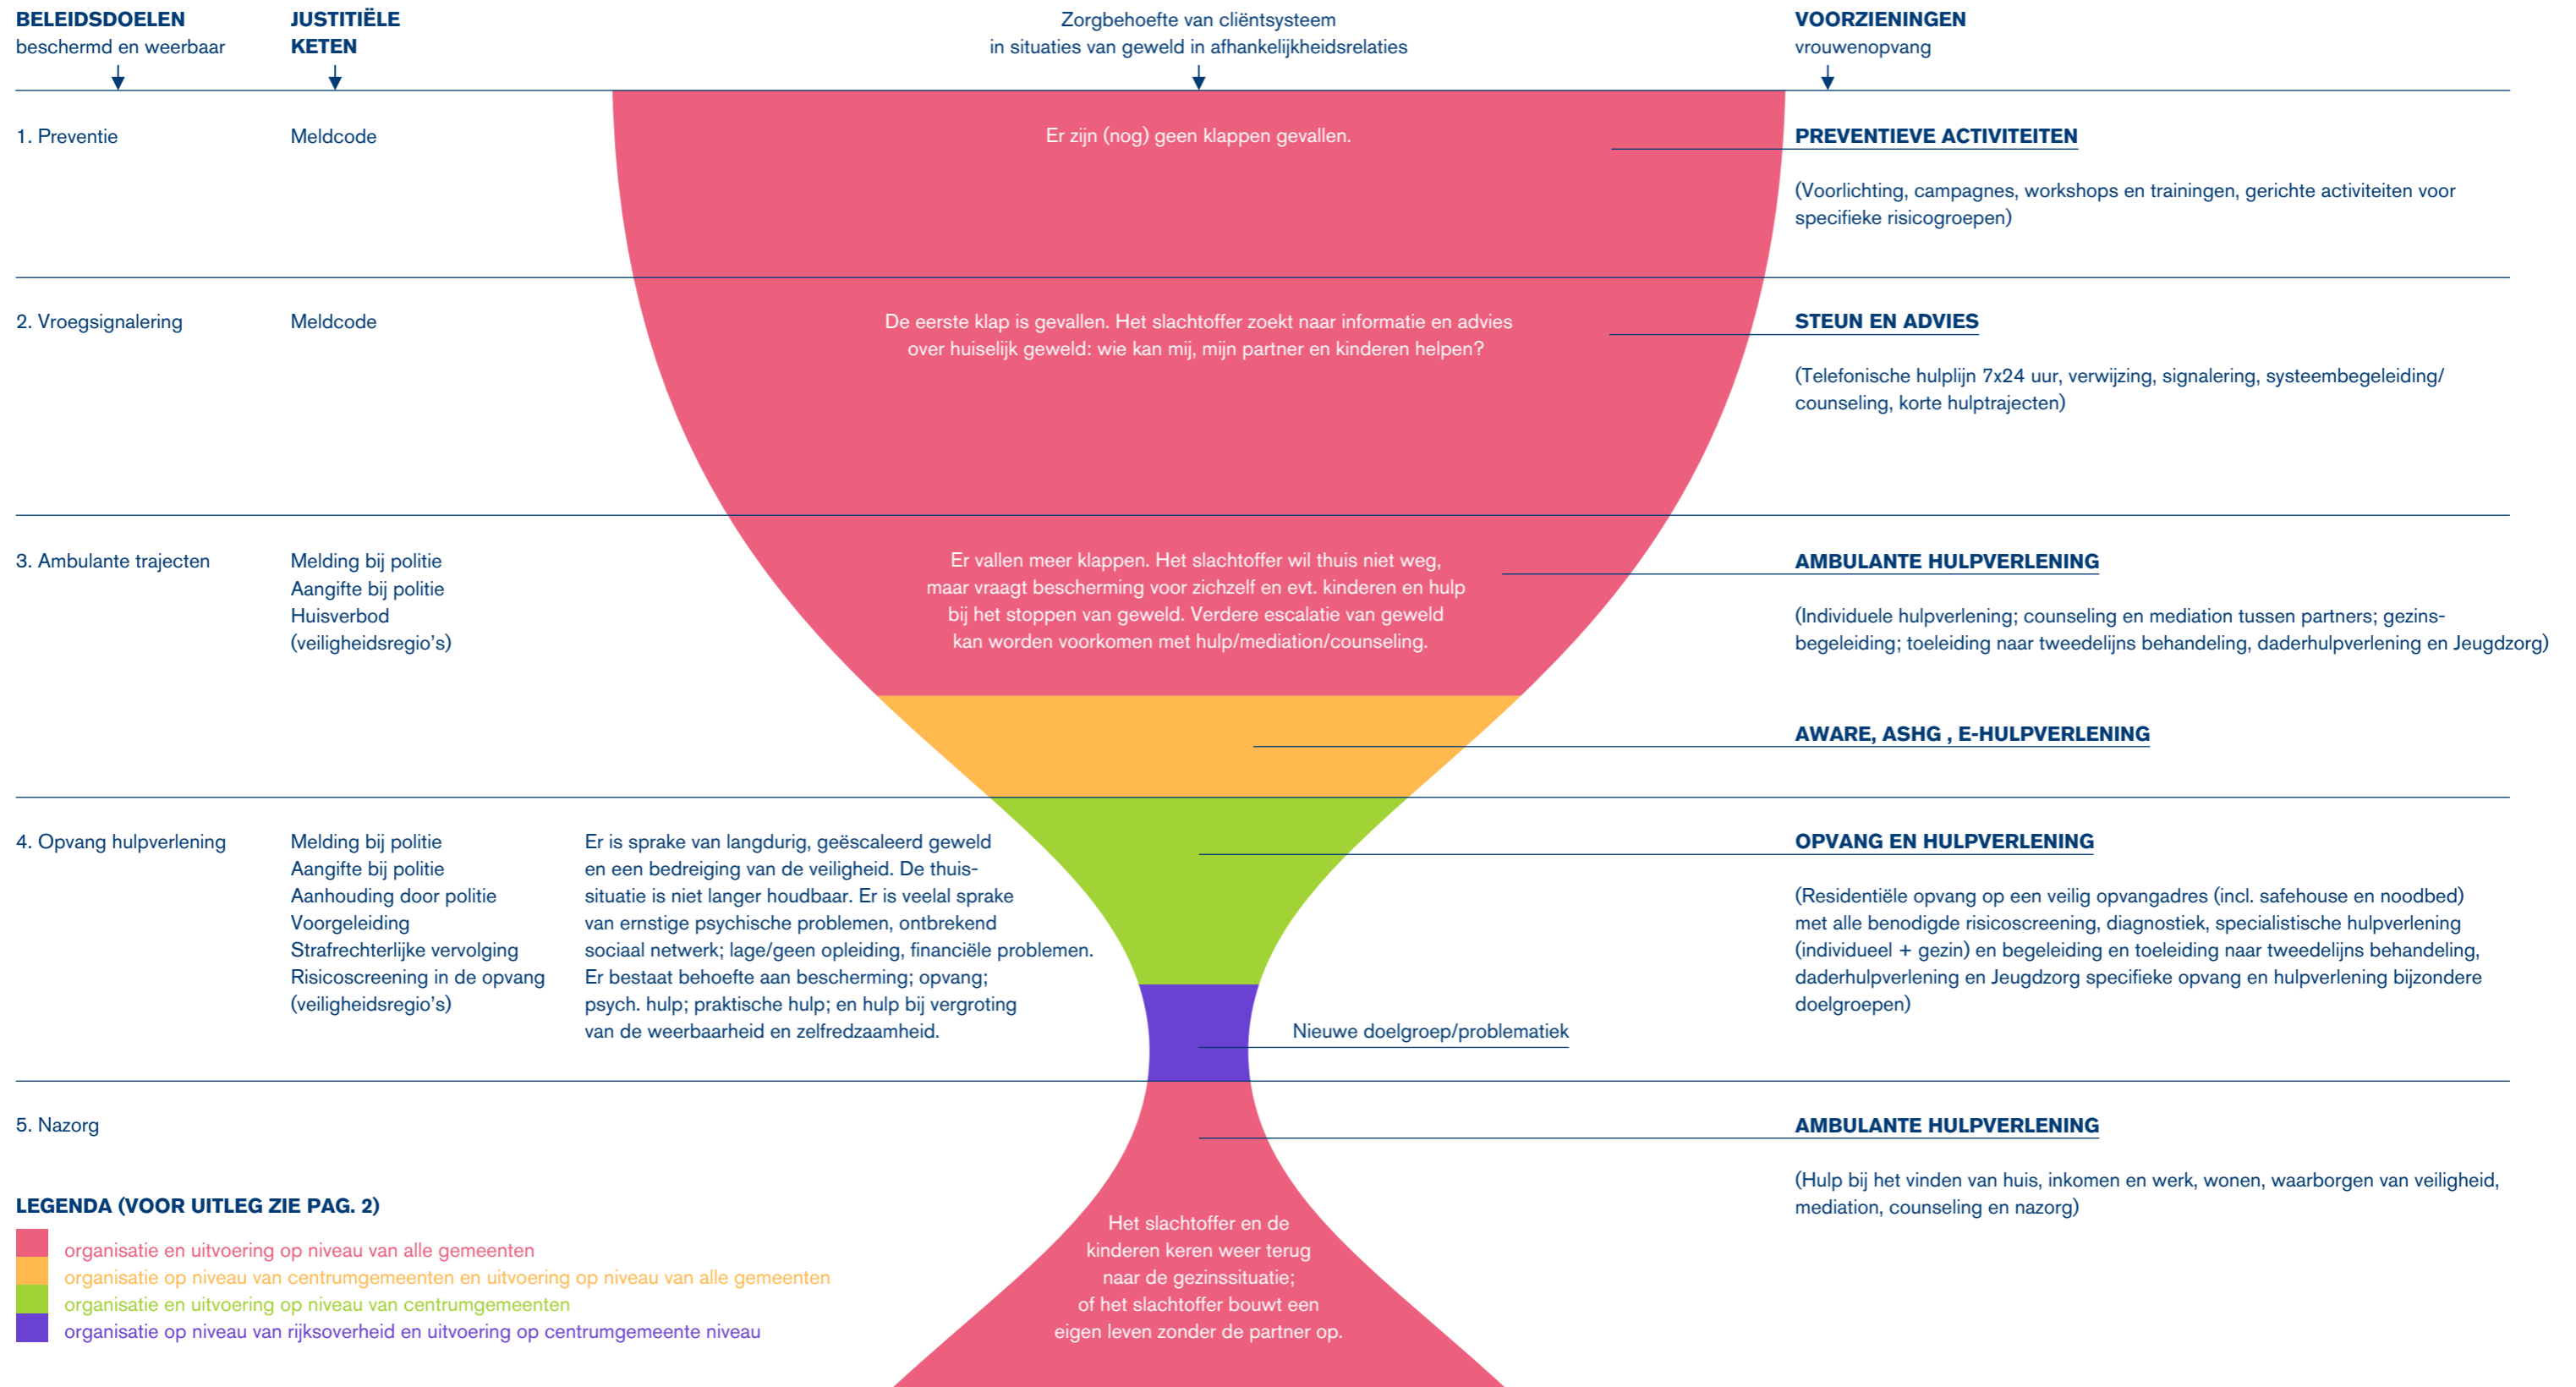 BELEIDSDOELEN
beschermd en weerbaar
JUSTITIËLE
KETEN
Zorgbehoefte van cliëntsysteem
in situaties van geweld in afhankelijkheidsrelaties
VOORZIENINGEN
vrouwenopvang
1. Preventie
Meldcode
Er zijn (nog) geen klappen gevallen.
PREVENTIEVE ACTIVITEITEN
(Voorlichting, campagnes, workshops en trainingen, gerichte activiteiten voor
specifieke risicogroepen)
2. Vroegsignalering
Meldcode
De eerste klap is gevallen. Het slachtoffer zoekt naar informatie en advies
over huiselijk geweld: wie kan mij, mijn partner en kinderen helpen?
STEUN EN ADVIES
(Telefonische hulplijn 7x24 uur, verwijzing, signalering, systeembegeleiding/
counseling, korte hulptrajecten)
3. Ambulante trajecten
Melding bij politie
Aangifte bij politie
Huisverbod
(veiligheidsregio's)
Er vallen meer klappen. Het slachtoffer wil thuis niet weg,
maar vraagt bescherming voor zichzelf en evt. kinderen en hulp
bij het stoppen van geweld. Verdere escalatie van geweld
kan worden voorkomen met hulp/mediation/counseling.
AMBULANTE HULPVERLENING
(Individuele hulpverlening; counseling en mediation tussen partners; gezins-
begeleiding; toeleiding naar tweedelijns behandeling, daderhulpverlening en Jeugdzorg)
AWARE, ASHG , E-HULPVERLENING
4. Opvang hulpverlening
Melding bij politie
Aangifte bij politie
Aanhouding door politie
Voorgeleiding
Strafrechterlijke vervolging
Risicoscreening in de opvang
(veiligheidsregio's)
Er is sprake van langdurig, geëscaleerd geweld
en een bedreiging van de veiligheid. De thuis-
situatie is niet langer houdbaar. Er is veelal sprake
van ernstige psychische problemen, ontbrekend
sociaal netwerk; lage/geen opleiding, financiële problemen.
Er bestaat behoefte aan bescherming; opvang;
psych. hulp; praktische hulp; en hulp bij vergroting
van de weerbaarheid en zelfredzaamheid.
Nieuwe doelgroep/problematiek
OPVANG EN HULPVERLENING
(Residentiële opvang op een veilig opvangadres (incl. safehouse en noodbed)
met alle benodigde risicoscreening, diagnostiek, specialistische hulpverlening
(individueel + gezin) en begeleiding en toeleiding naar tweedelijns behandeling,
daderhulpverlening en Jeugdzorg specifieke opvang en hulpverlening bijzondere
doelgroepen)
5. Nazorg
AMBULANTE HULPVERLENING
(Hulp bij het vinden van huis, inkomen en werk, wonen, waarborgen van veiligheid,
mediation, counseling en nazorg)
Het slachtoffer en de
kinderen keren weer terug
naar de gezinssituatie;
of het slachtoffer bouwt een
eigen leven zonder de partner op.
LEGENDA (VOOR UITLEG ZIE PAG. 2)
organisatie en uitvoering op niveau van alle gemeenten
organisatie op niveau van centrumgemeenten en uitvoering op niveau van alle gemeenten
organisatie en uitvoering op niveau van centrumgemeenten
organisatie op niveau van rijksoverheid en uitvoering op centrumgemeente niveau